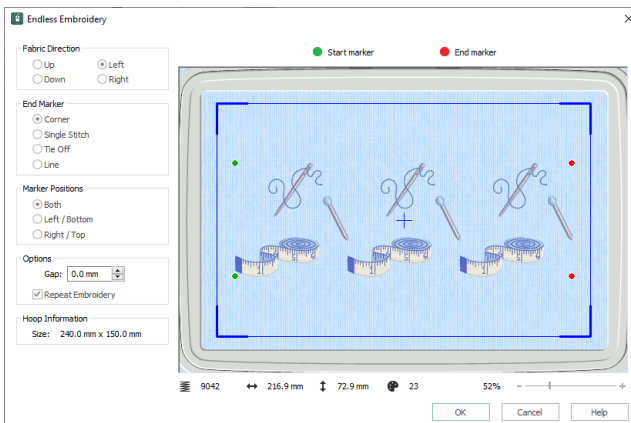 Endless Embroidery
Fabric Direction
Up Left
Down Right
End Marker
Corner
Single Stitch
Tie Off
Line
Marker Positions
Both
Left / Bottom
Right / Top
Options
Gap: 0.0 mm
Repeat Embroidery
Hoop Information
Size: 240.0 mm x 150.0 mm
Start marker End marker
9042 216.9 mm 72.9 mm 23 52% - +
OK Cancel Help